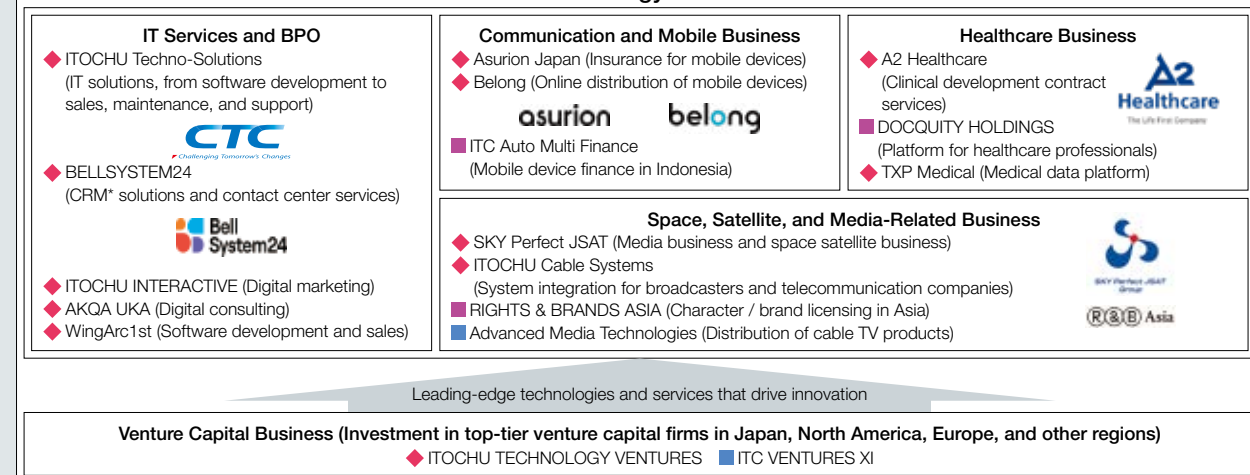 IT Services and BPO
ITOCHU Techno-Solutions
(IT solutions, from software development to
sales, maintenance, and support)
CTC
Challenging Tomorrow's Changes
BELLSYSTEM24
(CRM* solutions and contact center services)
Bell
System24
ITOCHU INTERACTIVE (Digital marketing)
AKQA UKA (Digital consulting)
WingArc1st (Software development and sales)
Communication and Mobile Business
Asurion Japan (Insurance for mobile devices)
Belong (Online distribution of mobile devices)
asurion belong
ITC Auto Multi Finance
(Mobile device finance in Indonesia)
Healthcare Business
A2 Healthcare
(Clinical development contract
services)
A2
Healthcare
The Life First Company
DOCQUITY HOLDINGS
(Platform for healthcare professionals)
TXP Medical (Medical data platform)
Space, Satellite, and Media-Related Business
SKY Perfect JSAT (Media business and space satellite business)
ITOCHU Cable Systems
(System integration for broadcasters and telecommunication companies)
RIGHTS & BRANDS ASIA (Character / brand licensing in Asia)
Advanced Media Technologies (Distribution of cable TV products)
SKY Perfect JSAT
Group
R&B Asia
Leading-edge technologies and services that drive innovation
Venture Capital Business (Investment in top-tier venture capital firms in Japan, North America, Europe, and other regions)
ITOCHU TECHNOLOGY VENTURES ITC VENTURES XI